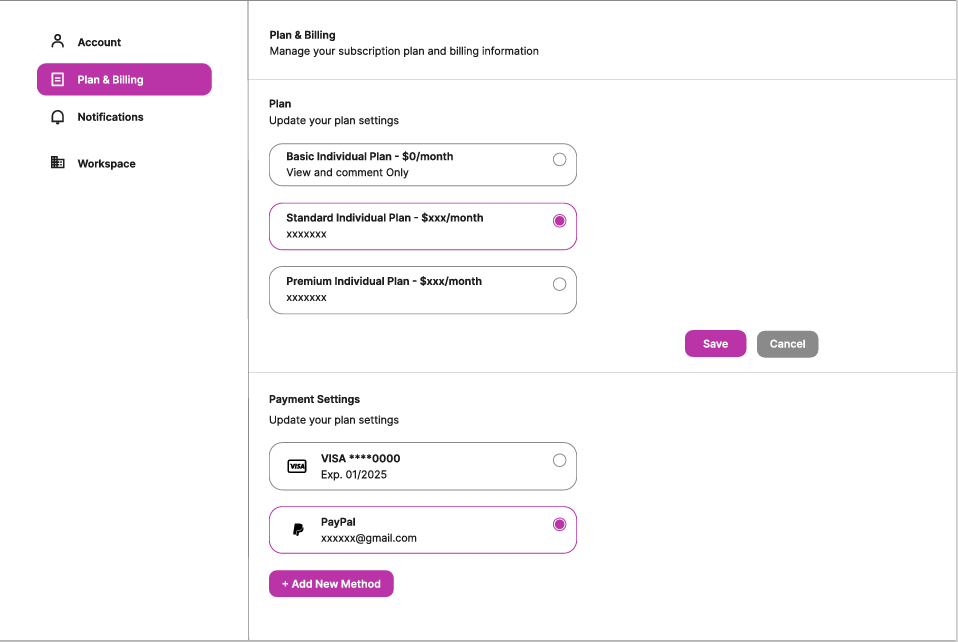 Account
Plan & Billing
Notifications
Workspace
Plan & Billing
Manage your subscription plan and billing information
Plan
Update your plan settings
Basic Individual Plan - $0/month
View and comment Only
Standard Individual Plan - $xxx/month
xxxxxxx
Premium Individual Plan - $xxx/month
xxxxxxx
Save
Cancel
Payment Settings
Update your plan settings
VISA
VISA ****0000
Exp. 01/2025
PayPal
xxxxxx@gmail.com
+ Add New Method